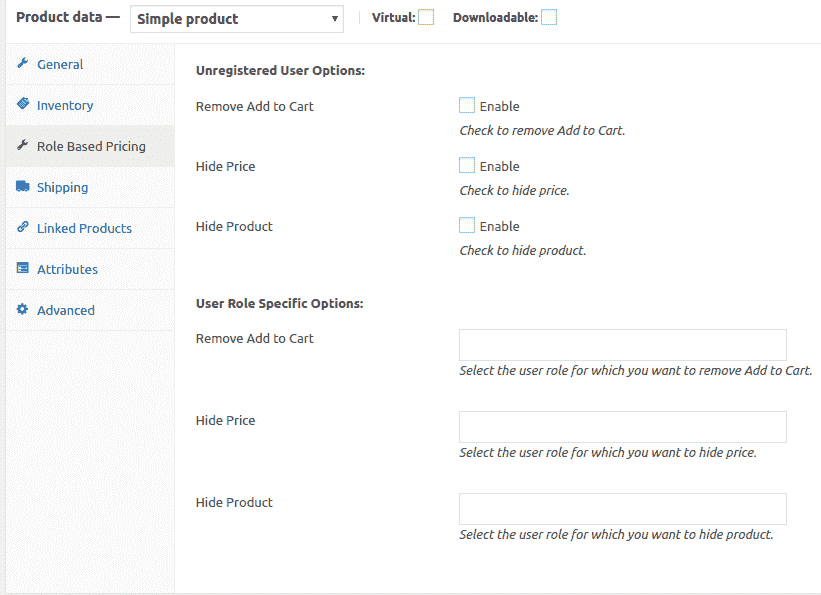 Product data — Simple product Virtual: Downloadable:
General
Inventory
Role Based Pricing
Shipping
Linked Products
Attributes
Advanced
Unregistered User Options:
Remove Add to Cart Enable
Check to remove Add to Cart.
Hide Price Enable
Check to hide price.
Hide Product Enable
Check to hide product.
User Role Specific Options:
Remove Add to Cart
Select the user role for which you want to remove Add to Cart.
Hide Price
Select the user role for which you want to hide price.
Hide Product
Select the user role for which you want to hide product.